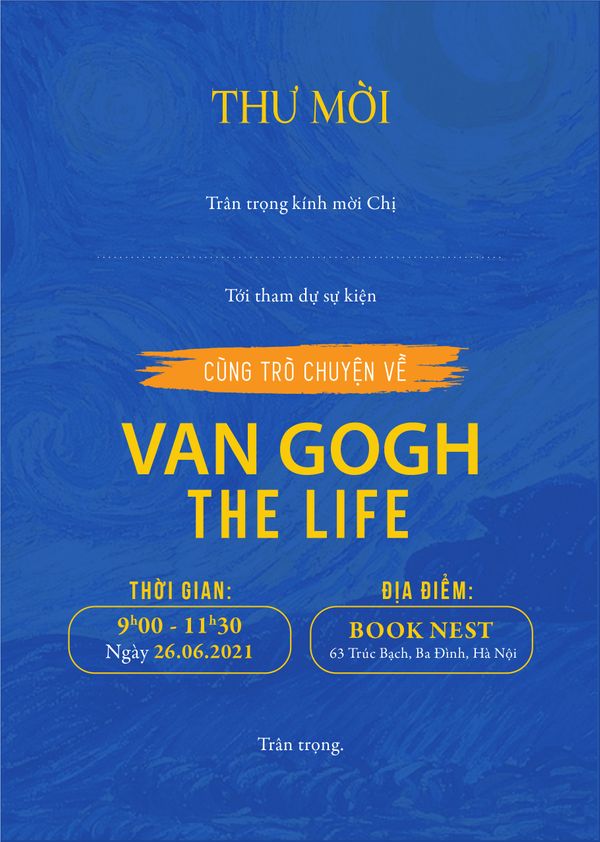 THƯ MỜI
Trân trọng kính mời Chị
Tới tham dự sự kiện
CÙNG TRÒ CHUYỆN VỀ
VAN GOGH
THE LIFE
THỜI GIAN:
9h00 - 11h30
Ngày 26.06.2021
ĐỊA ĐIỂM:
BOOK NEST
63 Trúc Bạch, Ba Đình, Hà Nội
Trân trọng.